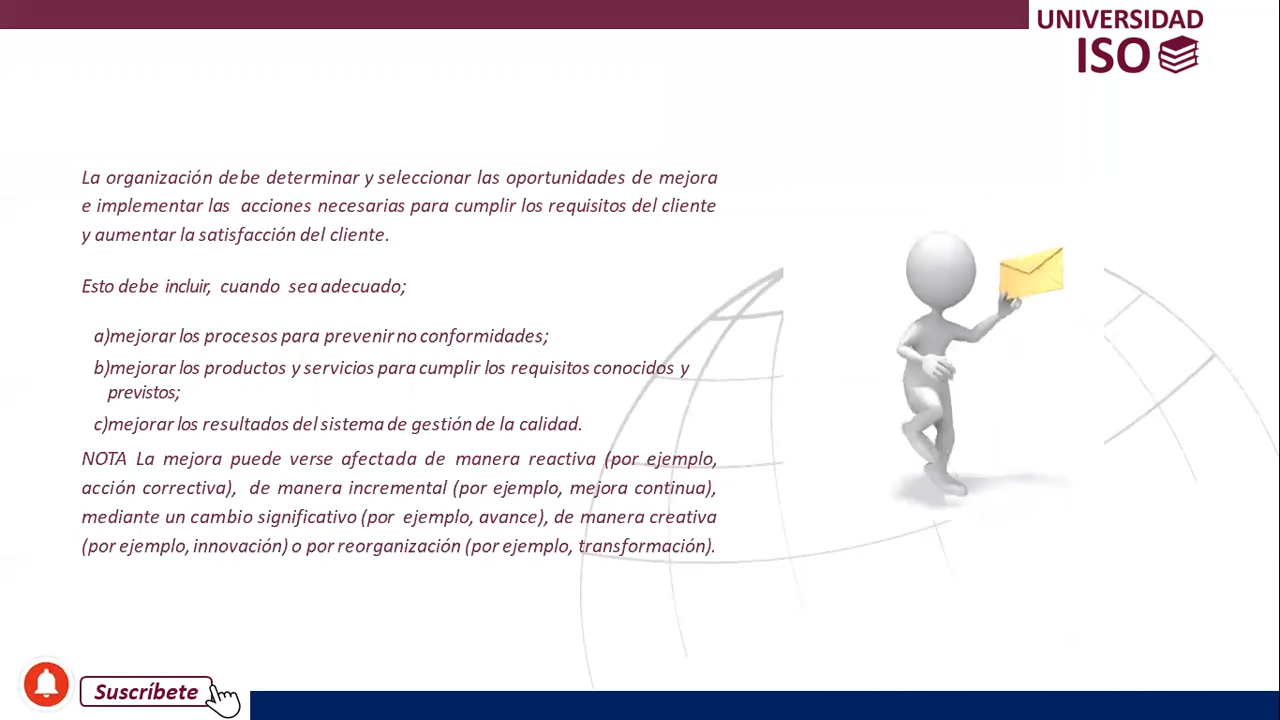 UNIVERSIDAD
ISO
La organización debe determinar y seleccionar las oportunidades de mejora
e implementar las acciones necesarias para cumplir los requisitos del cliente
y aumentar la satisfacción del cliente.
Esto debe incluir, cuando sea adecuado;
a)mejorar los procesos para prevenir no conformidades;
b)mejorar los productos y servicios para cumplir los requisitos conocidos y
previstos;
c)mejorar los resultados del sistema de gestión de la calidad.
NOTA La mejora puede verse afectada de manera reactiva (por ejemplo,
acción correctiva), de manera incremental (por ejemplo, mejora continua),
mediante un cambio significativo (por ejemplo, avance), de manera creativa
(por ejemplo, innovación) o por reorganización (por ejemplo, transformación).
Suscríbete